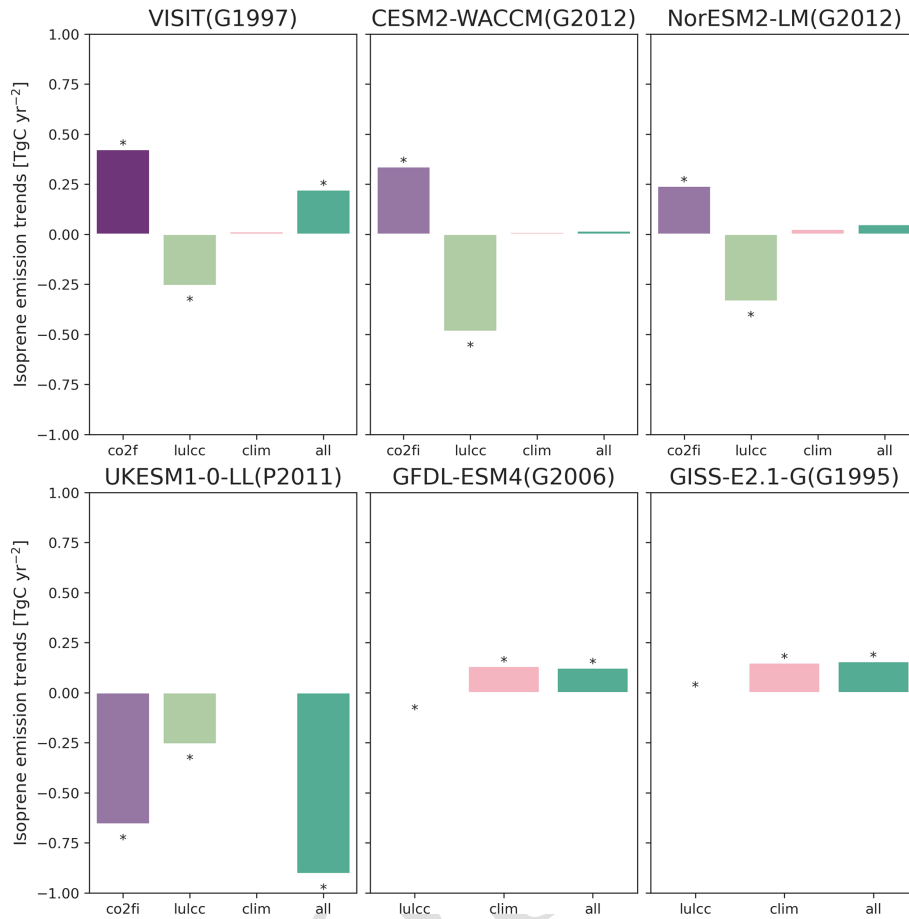 VISIT(G1997) CESM2-WACCM(G2012) NorESM2-LM(G2012)
Isoprene emission trends [TgC yr⁻²]
1.00
0.75
0.50
0.25
0.00
−0.25
−0.50
−0.75
−1.00
* * * * * * *
co2f lulcc clim all co2fi lulcc clim all co2fi lulcc clim all
UKESM1-0-LL(P2011) GFDL-ESM4(G2006) GISS-E2.1-G(G1995)
Isoprene emission trends [TgC yr⁻²]
1.00
0.75
0.50
0.25
0.00
−0.25
−0.50
−0.75
−1.00
* * * * * * * * *
co2fi lulcc clim all lulcc clim all lulcc clim all